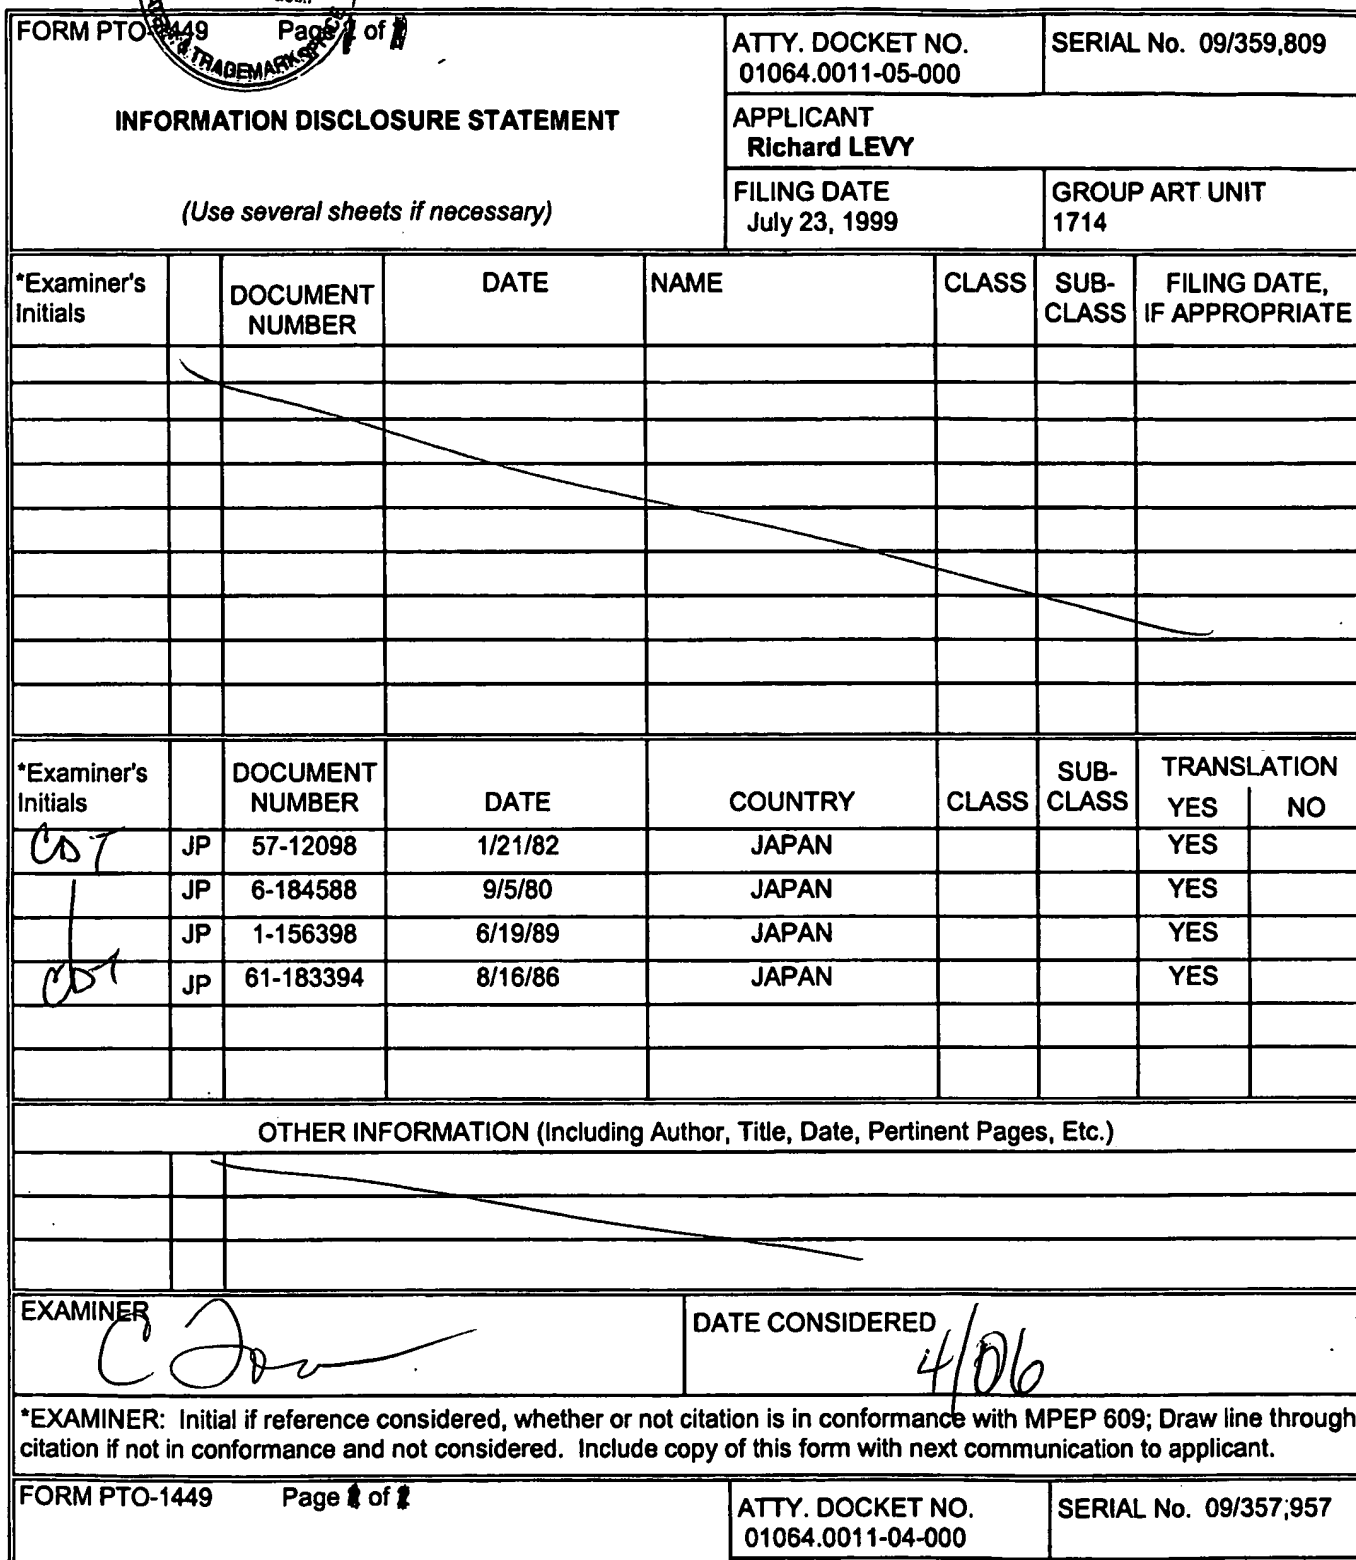 FORM PTO-1449 Page of
TRADEMARK
INFORMATION DISCLOSURE STATEMENT
(Use several sheets if necessary)
ATTY. DOCKET NO.
01064.0011-05-000
SERIAL No. 09/359,809
APPLICANT
Richard LEVY
FILING DATE
July 23, 1999
GROUP ART UNIT
1714
*Examiner's Initials DOCUMENT NUMBER DATE NAME CLASS SUB-CLASS FILING DATE, IF APPROPRIATE
*Examiner's Initials DOCUMENT NUMBER DATE COUNTRY CLASS SUB-CLASS TRANSLATION YES NO
CDT JP 57-12098 1/21/82 JAPAN YES
JP 6-184588 9/5/80 JAPAN YES
JP 1-156398 6/19/89 JAPAN YES
CDT JP 61-183394 8/16/86 JAPAN YES
OTHER INFORMATION (Including Author, Title, Date, Pertinent Pages, Etc.)
EXAMINER
DATE CONSIDERED 4/06
*EXAMINER: Initial if reference considered, whether or not citation is in conformance with MPEP 609; Draw line through
citation if not in conformance and not considered. Include copy of this form with next communication to applicant.
FORM PTO-1449 Page of
ATTY. DOCKET NO.
01064.0011-04-000
SERIAL No. 09/357;957